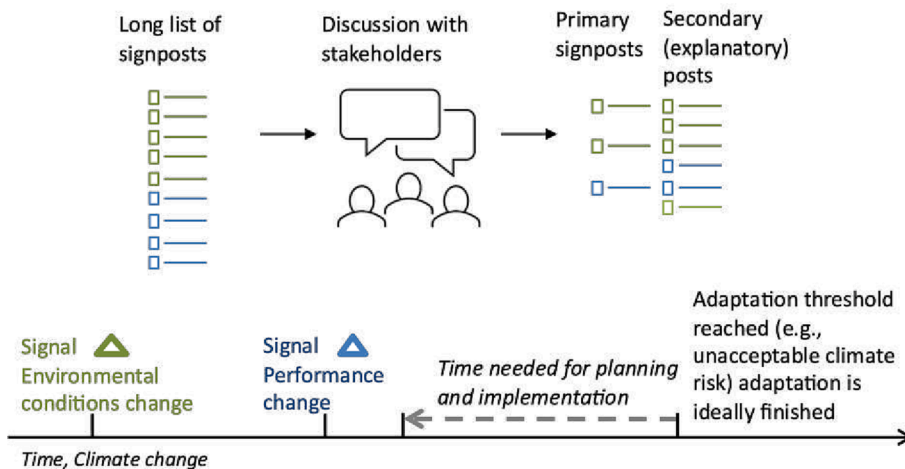 Long list of
signposts
Discussion with
stakeholders
Primary
signposts
Secondary
(explanatory)
posts
Signal
Environmental
conditions change
Signal
Performance
change
Time needed for planning
and implementation
Adaptation threshold
reached (e.g.,
unacceptable climate
risk) adaptation is
ideally finished
Time, Climate change